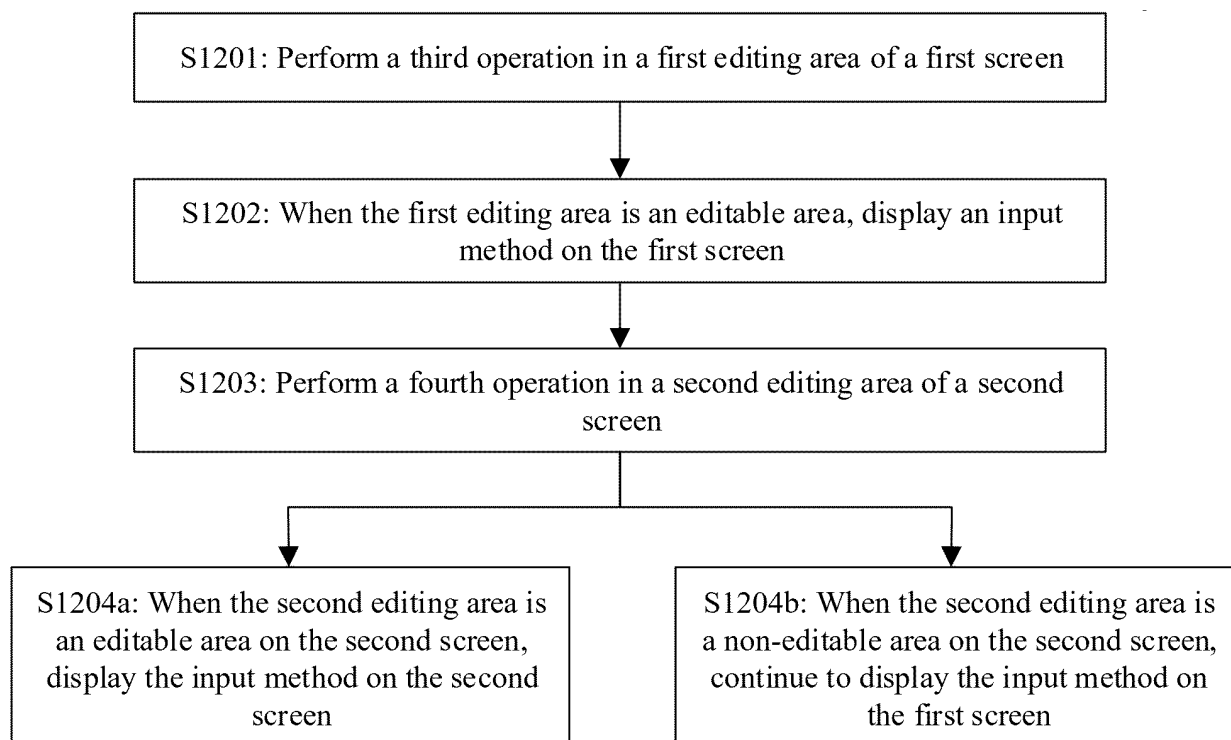 S1201: Perform a third operation in a first editing area of a first screen
S1202: When the first editing area is an editable area, display an input
method on the first screen
S1203: Perform a fourth operation in a second editing area of a second
screen
S1204a: When the second editing area is
an editable area on the second screen,
display the input method on the second
screen
S1204b: When the second editing area is
a non-editable area on the second screen,
continue to display the input method on
the first screen